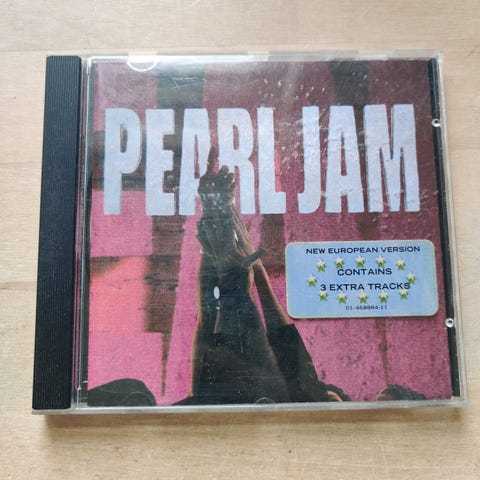 PEARL JAM
NEW EUROPEAN VERSION
CONTAINS
3 EXTRA TRACKS
01-468884-11